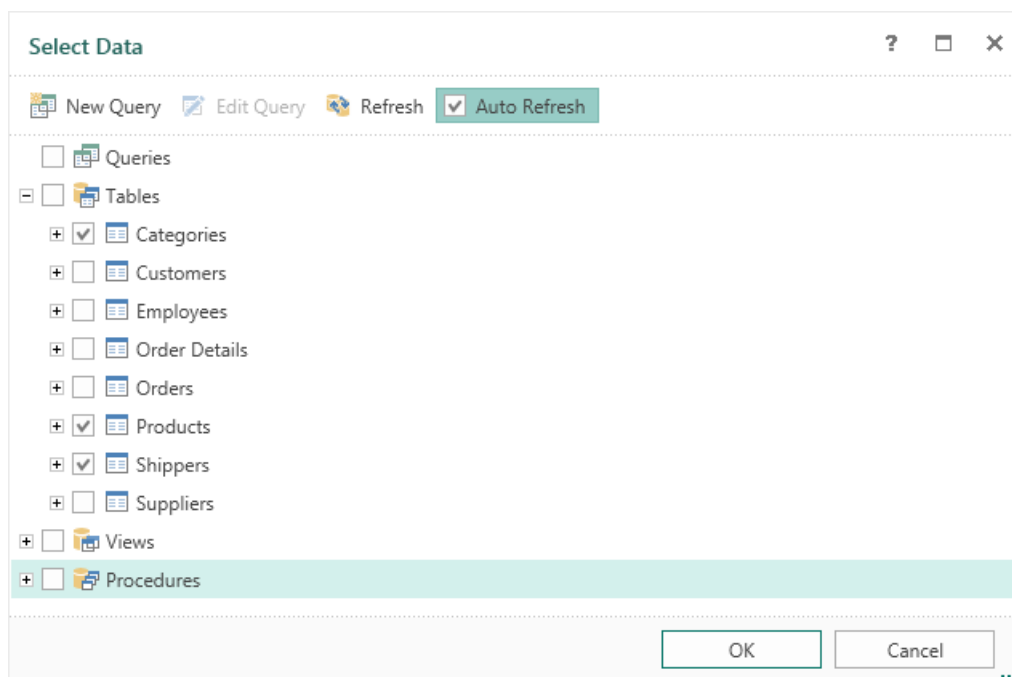 Select Data
New Query Edit Query Refresh Auto Refresh
Queries
Tables
Categories
Customers
Employees
Order Details
Orders
Products
Shippers
Suppliers
Views
Procedures
OK Cancel